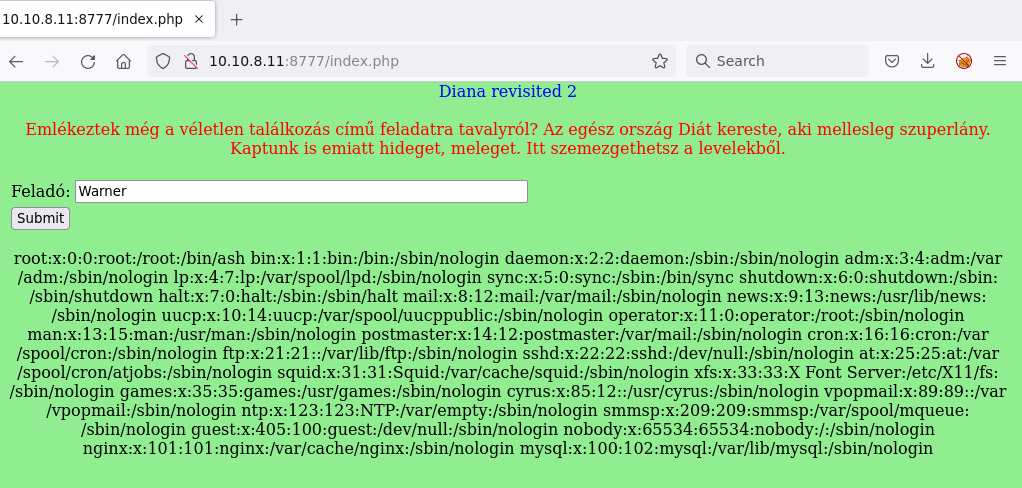 10.10.8.11:8777/index.php
10.10.8.11:8777/index.php
Search
Diana revisited 2
Emlékeztek még a véletlen találkozás című feladatra tavalyról? Az egész ország Diát kereste, aki mellesleg szuperlány.
Kaptunk is emiatt hideget, meleget. Itt szemezgethetsz a levelekből.
Feladó: Warner
Submit
root:x:0:0:root:/root:/bin/ash bin:x:1:1:bin:/bin:/sbin/nologin daemon:x:2:2:daemon:/sbin:/sbin/nologin adm:x:3:4:adm:/var
/adm:/sbin/nologin lp:x:4:7:lp:/var/spool/lpd:/sbin/nologin sync:x:5:0:sync:/sbin:/bin/sync shutdown:x:6:0:shutdown:/sbin:
/sbin/shutdown halt:x:7:0:halt:/sbin:/sbin/halt mail:x:8:12:mail:/var/mail:/sbin/nologin news:x:9:13:news:/usr/lib/news:
/sbin/nologin uucp:x:10:14:uucp:/var/spool/uucppublic:/sbin/nologin operator:x:11:0:operator:/root:/sbin/nologin
man:x:13:15:man:/usr/man:/sbin/nologin postmaster:x:14:12:postmaster:/var/mail:/sbin/nologin cron:x:16:16:cron:/var
/spool/cron:/sbin/nologin ftp:x:21:21::/var/lib/ftp:/sbin/nologin sshd:x:22:22:sshd:/dev/null:/sbin/nologin at:x:25:25:at:/var
/spool/cron/atjobs:/sbin/nologin squid:x:31:31:Squid:/var/cache/squid:/sbin/nologin xfs:x:33:33:X Font Server:/etc/X11/fs:
/sbin/nologin games:x:35:35:games:/usr/games:/sbin/nologin cyrus:x:85:12::/usr/cyrus:/sbin/nologin vpopmail:x:89:89::/var
/vpopmail:/sbin/nologin ntp:x:123:123:NTP:/var/empty:/sbin/nologin smmsp:x:209:209:smmsp:/var/spool/mqueue:
/sbin/nologin guest:x:405:100:guest:/dev/null:/sbin/nologin nobody:x:65534:65534:nobody:/:/sbin/nologin
nginx:x:101:101:nginx:/var/cache/nginx:/sbin/nologin mysql:x:100:102:mysql:/var/lib/mysql:/sbin/nologin